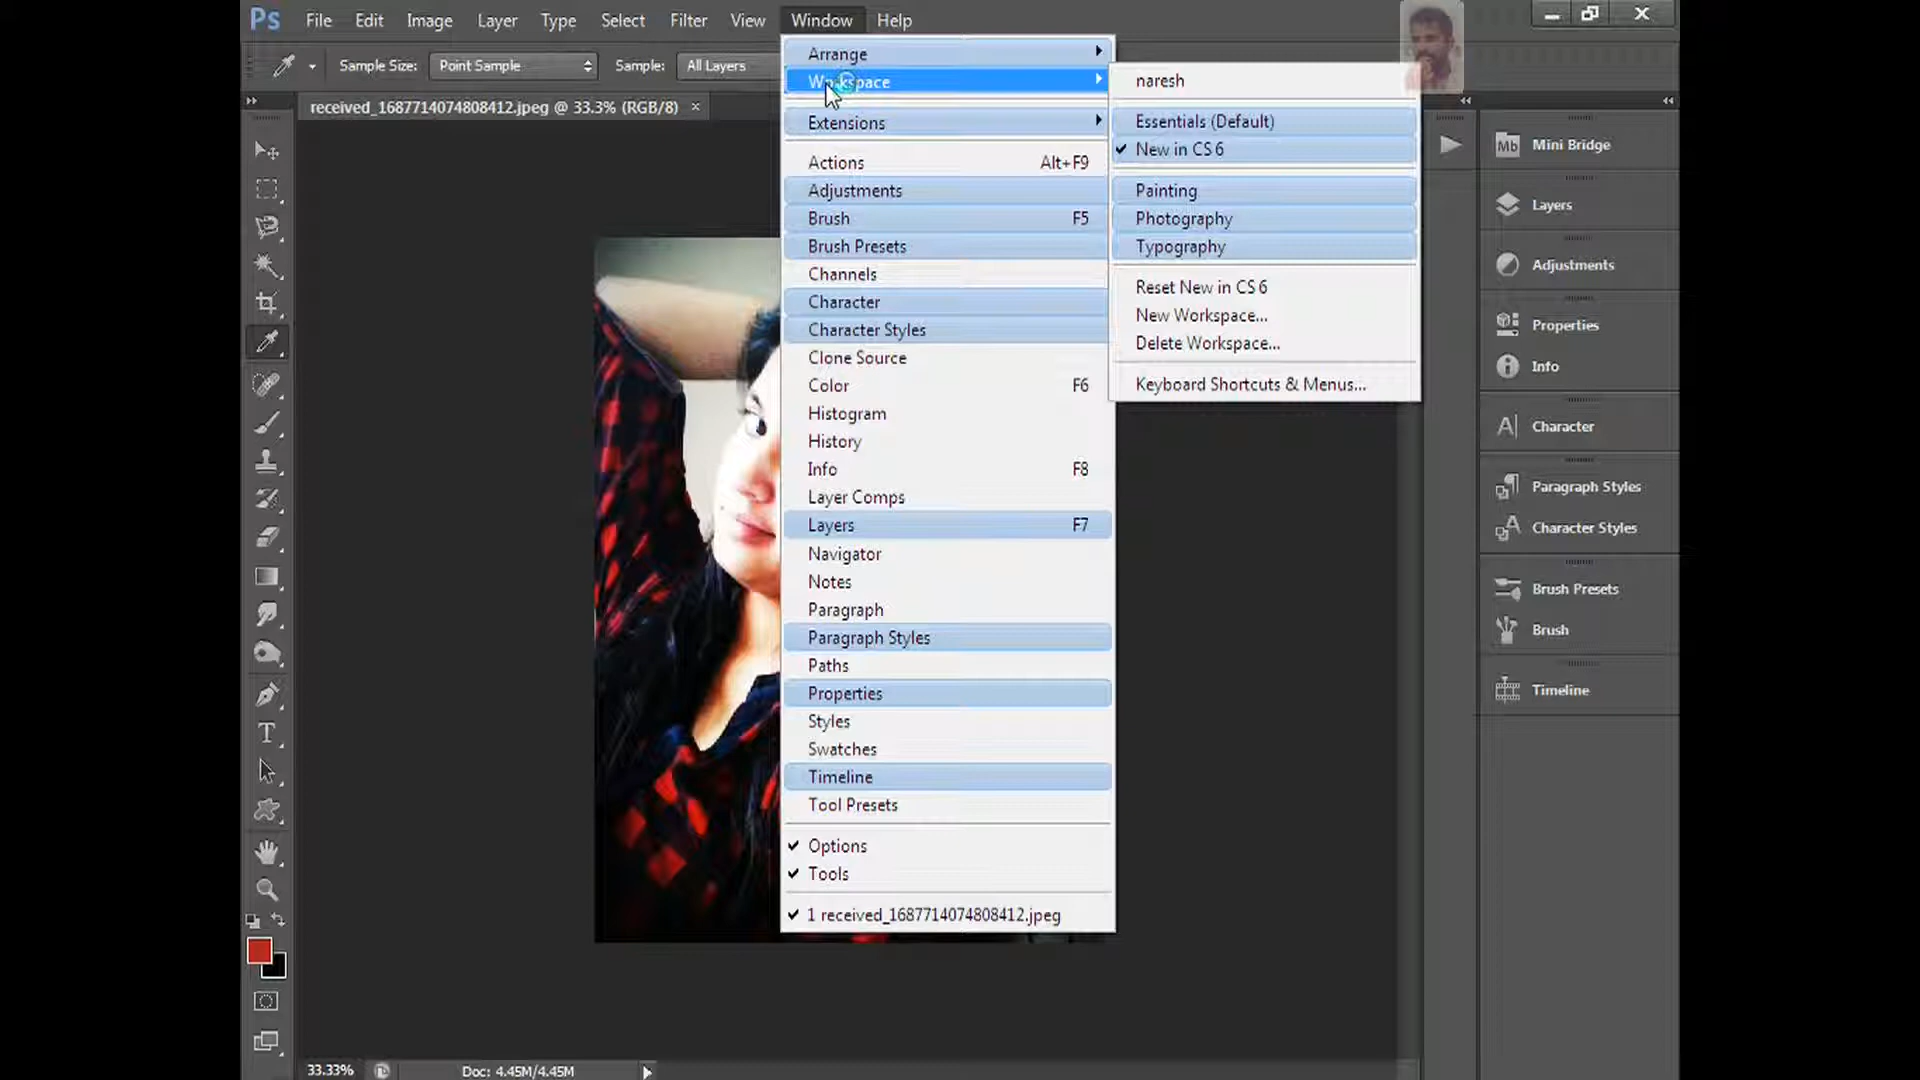 Ps File Edit Image Layer Type Select Filter View Window Help
Sample Size: Point Sample Sample: All Layers
received_1687714074808412.jpeg @ 33.3% (RGB/8) ×
Arrange
Workspace
Extensions
Actions Alt+F9
Adjustments
Brush F5
Brush Presets
Channels
Character
Character Styles
Clone Source
Color F6
Histogram
History
Info F8
Layer Comps
Layers F7
Navigator
Notes
Paragraph
Paragraph Styles
Paths
Properties
Styles
Swatches
Timeline
Tool Presets
Options
Tools
1 received_1687714074808412.jpeg
naresh
Essentials (Default)
New in CS6
Painting
Photography
Typography
Reset New in CS6
New Workspace...
Delete Workspace...
Keyboard Shortcuts & Menus...
Mb Mini Bridge
Layers
Adjustments
Properties
Info
Character
Paragraph Styles
Character Styles
Brush Presets
Brush
Timeline
33.33% Doc: 4.45M/4.45M